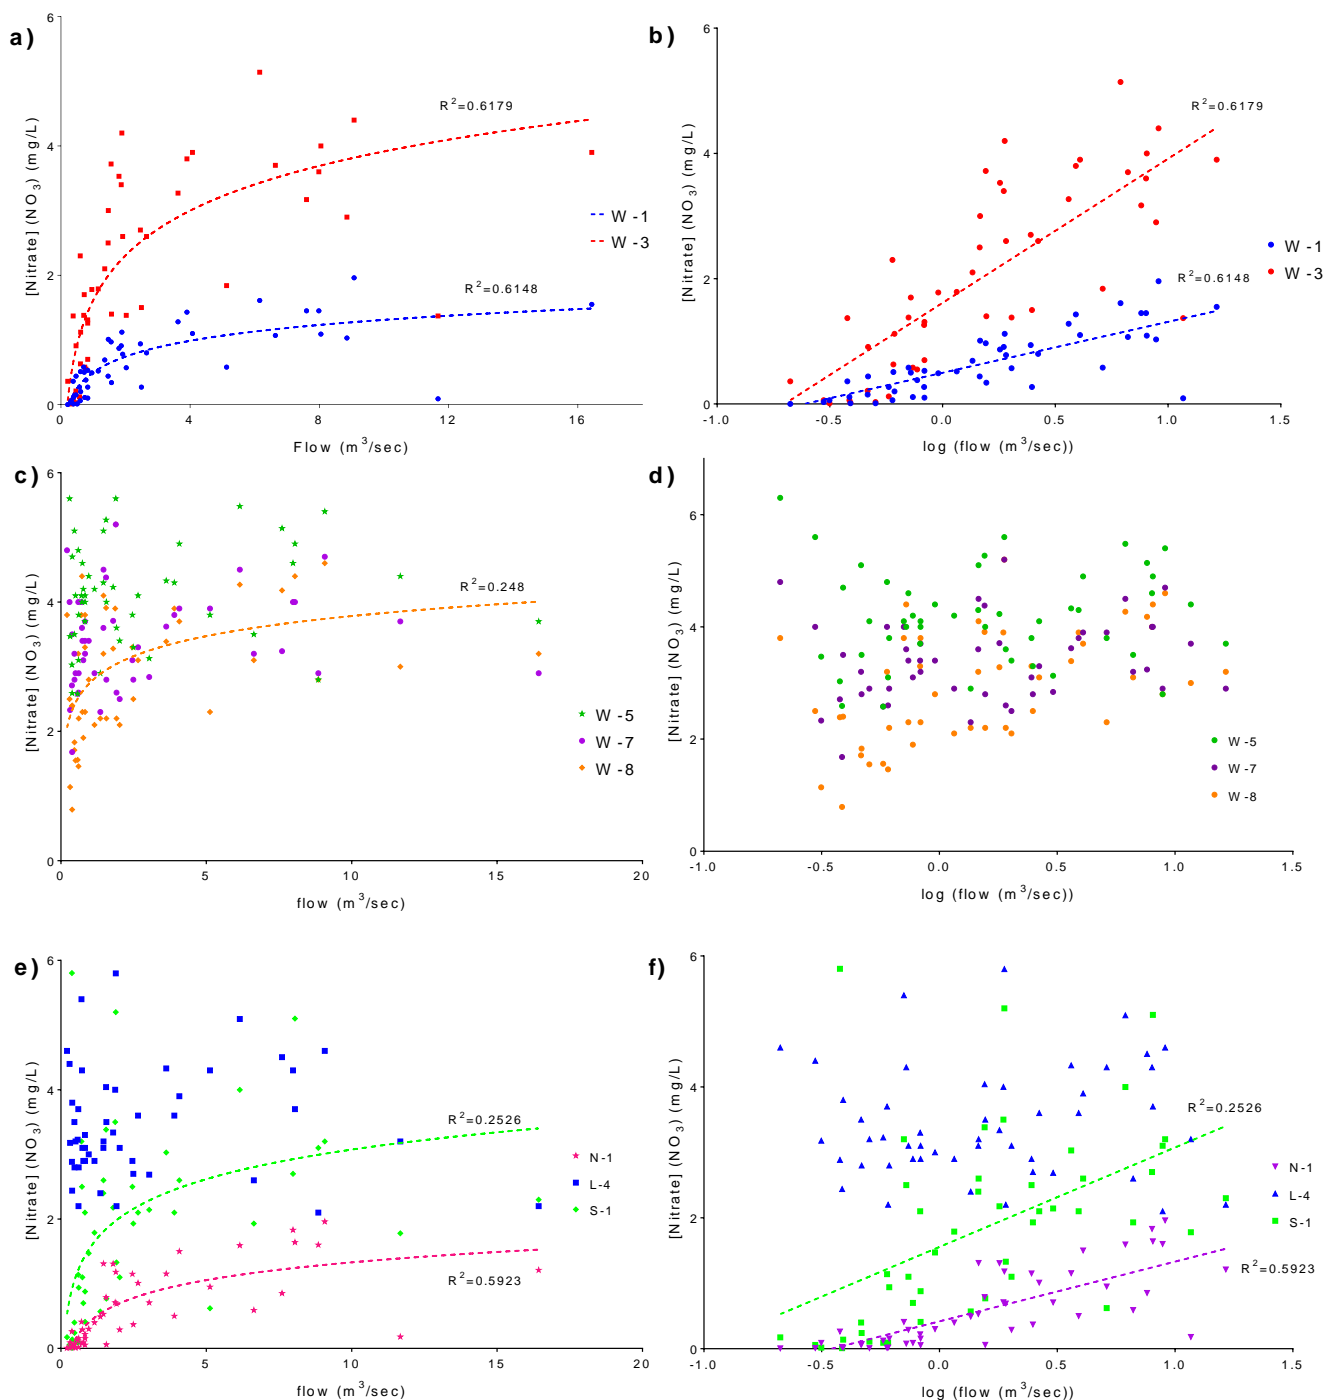 a)
[Nitrate] (NO3) (mg/L)
6
4
2
0
0
4
8
12
16
Flow (m3/sec)
R2=0.6179
R2=0.6148
W-1
W-3
b)
[Nitrate] (NO3) (mg/L)
6
4
2
0
-1.0
-0.5
0.0
0.5
1.0
1.5
log (flow (m3/sec))
R2=0.6179
R2=0.6148
W-1
W-3
c)
[Nitrate] (NO3) (mg/L)
6
4
2
0
0
5
10
15
20
flow (m3/sec)
R2=0.248
W-5
W-7
W-8
d)
[Nitrate] (NO3) (mg/L)
6
4
2
0
-1.0
-0.5
0.0
0.5
1.0
1.5
log (flow (m3/sec))
W-5
W-7
W-8
e)
[Nitrate] (NO3) (mg/L)
6
4
2
0
0
5
10
15
20
flow (m3/sec)
R2=0.2526
R2=0.5923
N-1
L-4
S-1
f)
[Nitrate] (NO3) (mg/L)
6
4
2
0
-1.0
-0.5
0.0
0.5
1.0
1.5
log (flow (m3/sec))
R2=0.2526
R2=0.5923
N-1
L-4
S-1